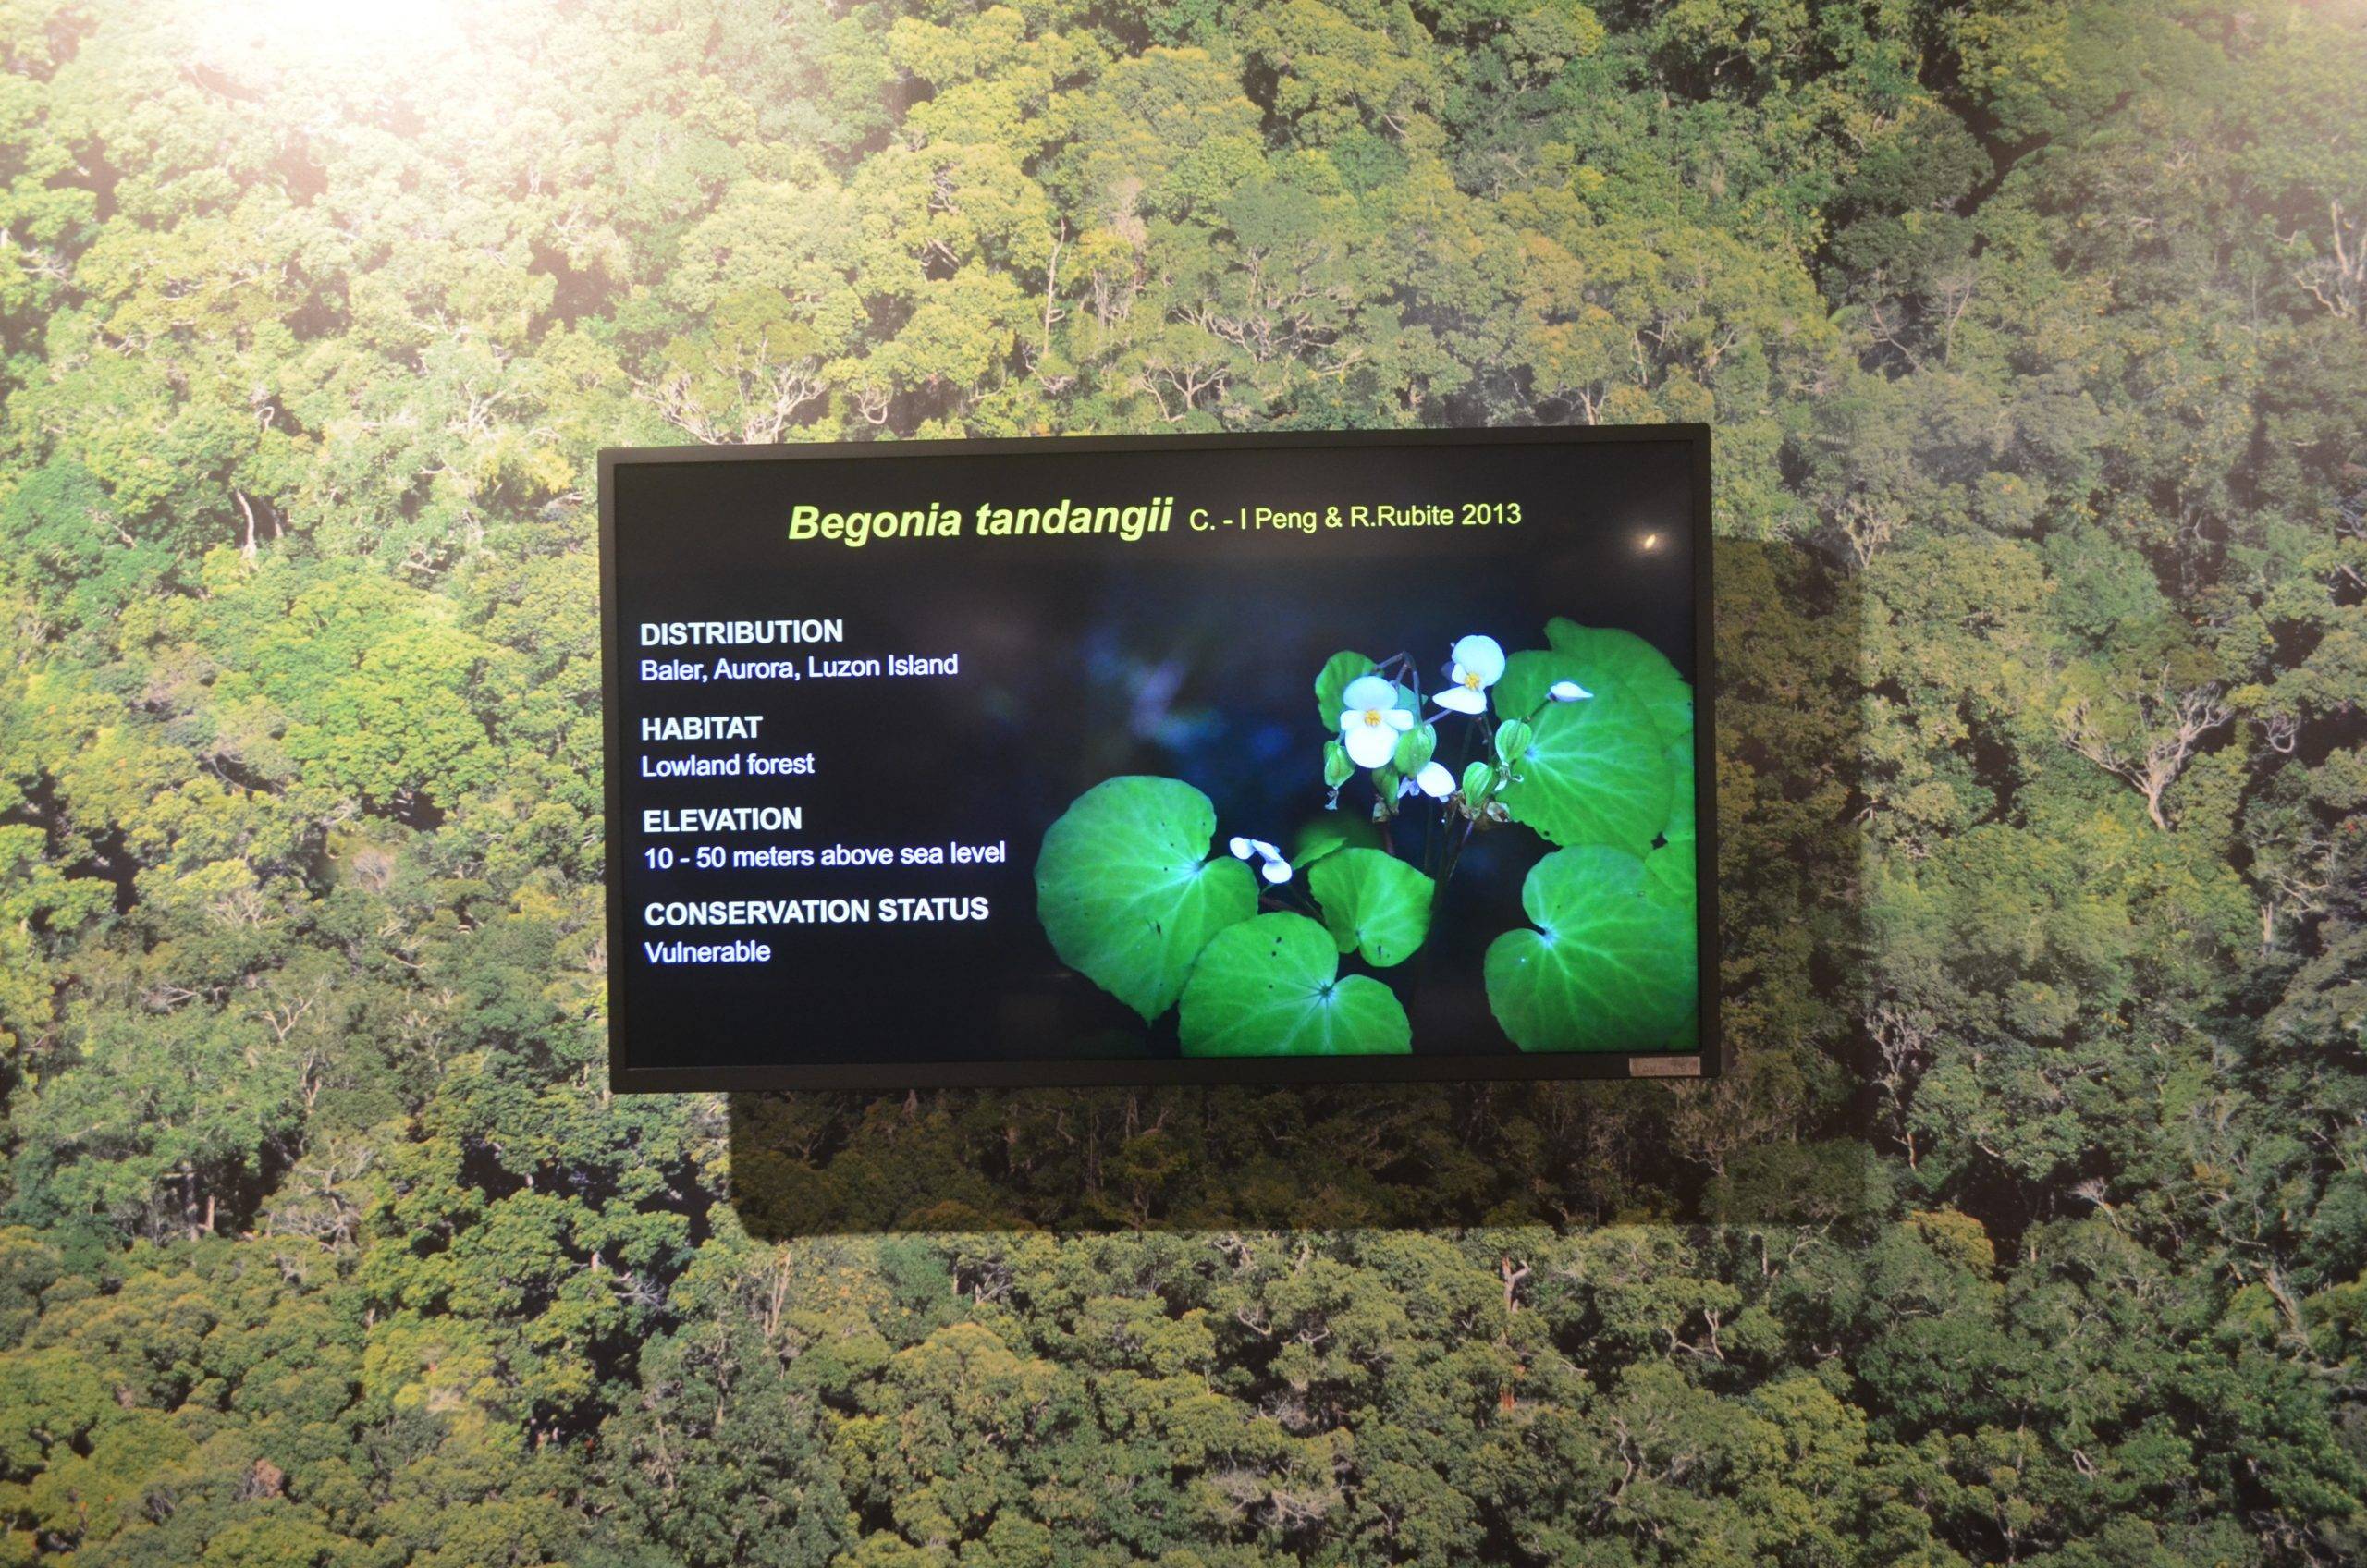 Begonia tandangii C. - I Peng & R.Rubite 2013
DISTRIBUTION
Baler, Aurora, Luzon Island
HABITAT
Lowland forest
ELEVATION
10 - 50 meters above sea level
CONSERVATION STATUS
Vulnerable